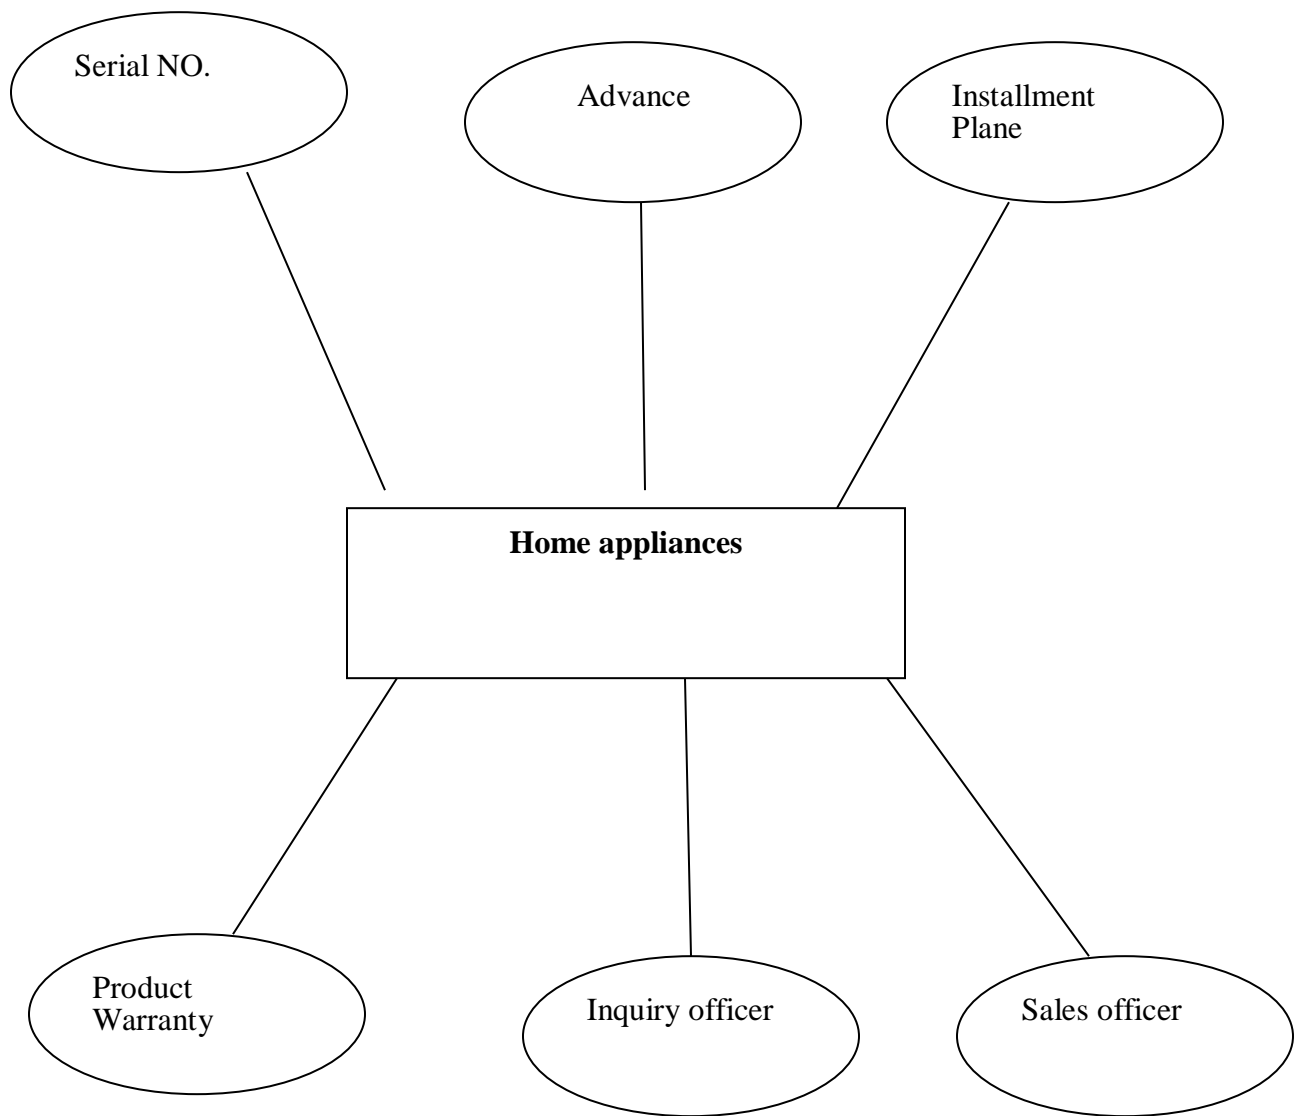 Serial NO.
Advance
Installment
Plane
Home appliances
Product
Warranty
Inquiry officer
Sales officer